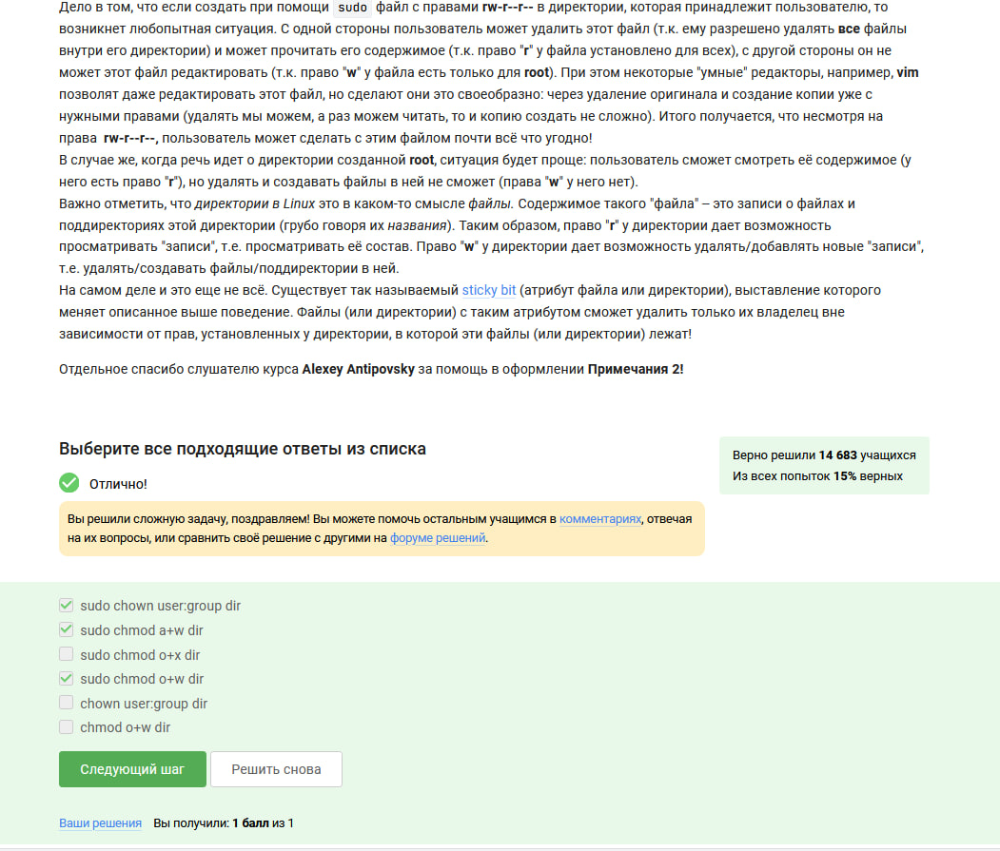 Дело в том, что если создать при помощи sudo файл с правами rw-r--r-- в директории, которая принадлежит пользователю, то
возникнет любопытная ситуация. С одной стороны пользователь может удалить этот файл (т.к. ему разрешено удалять все файлы
внутри его директории) и может прочитать его содержимое (т.к. право "r" у файла установлено для всех), с другой стороны он не
может этот файл редактировать (т.к. право "w" у файла есть только для root). При этом некоторые "умные" редакторы, например, vim
позволят даже редактировать этот файл, но сделают они это своеобразно: через удаление оригинала и создание копии уже с
нужными правами (удалять мы можем, а раз можем читать, то и копию создать не сложно). Итого получается, что несмотря на
права rw-r--r--, пользователь может сделать с этим файлом почти всё что угодно!
В случае же, когда речь идет о директории созданной root, ситуация будет проще: пользователь сможет смотреть её содержимое (у
него есть право "r"), но удалять и создавать файлы в ней не сможет (права "w" у него нет).
Важно отметить, что директории в Linux это в каком-то смысле файлы. Содержимое такого "файла" – это записи о файлах и
поддиректориях этой директории (грубо говоря их названия). Таким образом, право "r" у директории дает возможность
просматривать "записи", т.е. просматривать её состав. Право "w" у директории дает возможность удалять/добавлять новые "записи",
т.е. удалять/создавать файлы/поддиректории в ней.
На самом деле и это еще не всё. Существует так называемый sticky bit (атрибут файла или директории), выставление которого
меняет описанное выше поведение. Файлы (или директории) с таким атрибутом сможет удалить только их владелец вне
зависимости от прав, установленных у директории, в которой эти файлы (или директории) лежат!
Отдельное спасибо слушателю курса Alexey Antipovsky за помощь в оформлении Примечания 2!
Выберите все подходящие ответы из списка
Верно решили 14 683 учащихся
Из всех попыток 15% верных
Отлично!
Вы решили сложную задачу, поздравляем! Вы можете помочь остальным учащимся в комментариях, отвечая
на их вопросы, или сравнить своё решение с другими на форуме решений.
sudo chown user:group dir
sudo chmod a+w dir
sudo chmod o+x dir
sudo chmod o+w dir
chown user:group dir
chmod o+w dir
Следующий шаг
Решить снова
Ваши решения Вы получили: 1 балл из 1